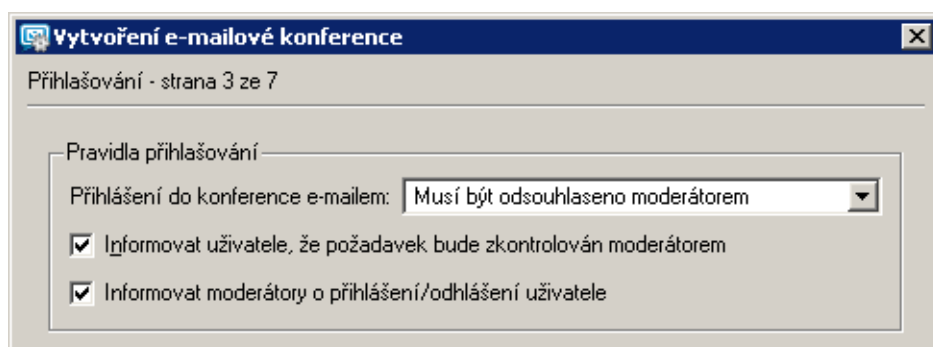 Vytvoření e-mailové konference
Přihlašování - strana 3 ze 7
Pravidla přihlašování
Přihlášení do konference e-mailem: Musí být odsouhlaseno moderátorem
Informovat uživatele, že požadavek bude zkontrolován moderátorem
Informovat moderátory o přihlášení/odhlášení uživatele